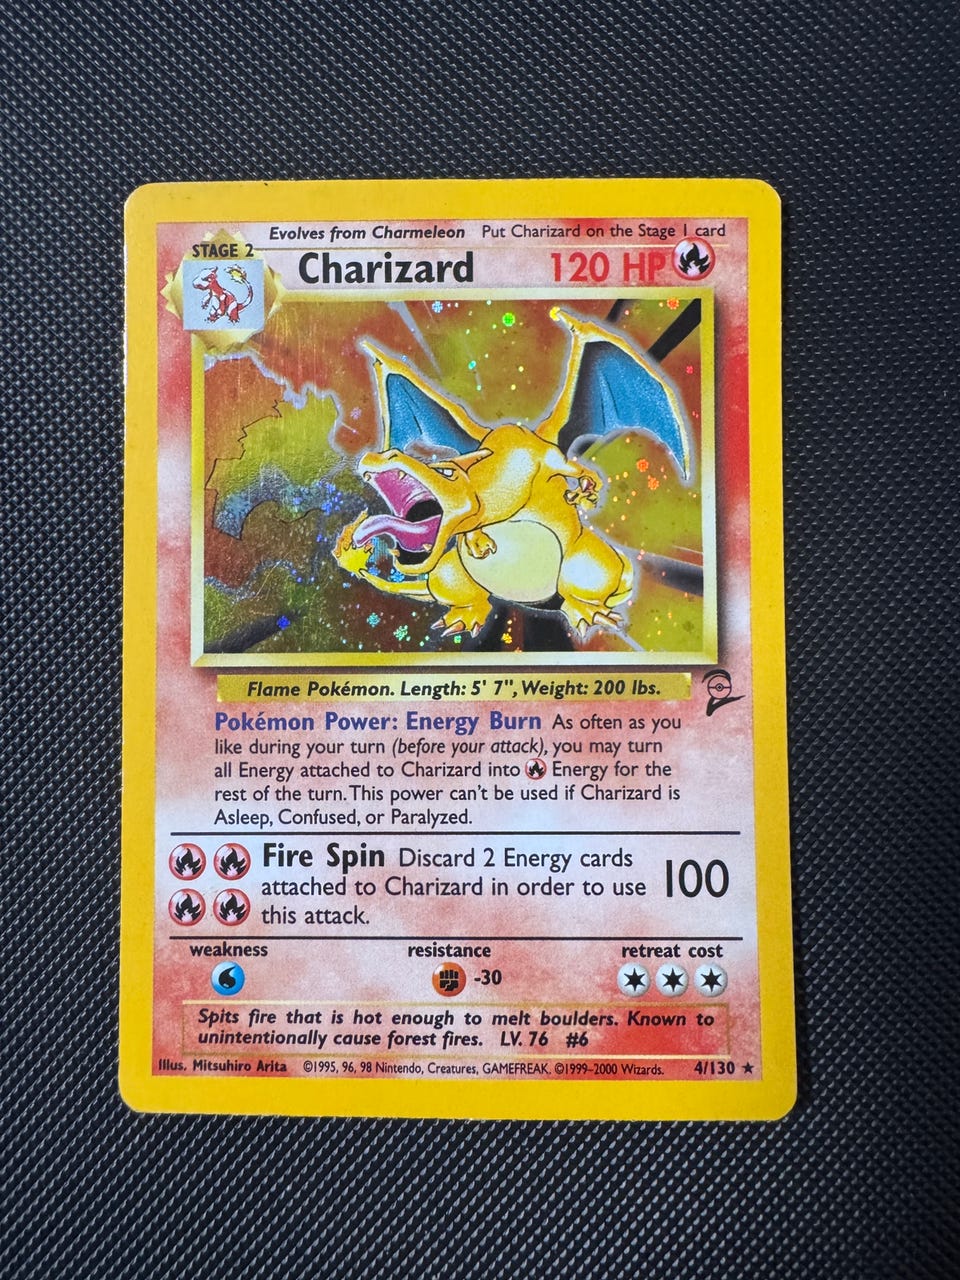 Evolves from Charmeleon Put Charizard on the Stage 1 card
STAGE 2
Charizard 120 HP
Flame Pokémon. Length: 5' 7", Weight: 200 lbs.
Pokémon Power: Energy Burn As often as you
like during your turn (before your attack), you may turn
all Energy attached to Charizard into Energy for the
rest of the turn. This power can't be used if Charizard is
Asleep, Confused, or Paralyzed.
Fire Spin Discard 2 Energy cards
attached to Charizard in order to use 100
this attack.
weakness resistance retreat cost
-30
Spits fire that is hot enough to melt boulders. Known to
unintentionally cause forest fires. LV. 76 #6
Illus. Mitsuhiro Arita ©1995, 96, 98 Nintendo, Creatures, GAMEFREAK. ©1999-2000 Wizards. 4/130 ★